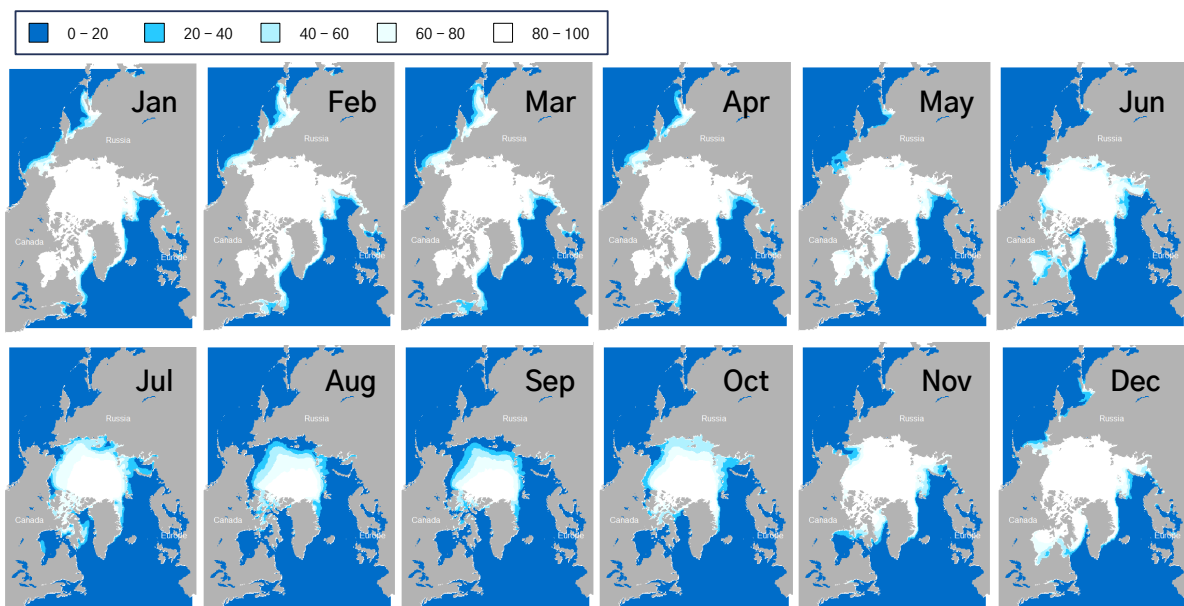 0 – 20 20 – 40 40 – 60 60 – 80 80 – 100
Jan Feb Mar Apr May Jun
Russia Russia Russia Russia Russia Russia
Canada Canada Canada Canada Canada Canada
Europe Europe Europe Europe Europe Europe
Jul Aug Sep Oct Nov Dec
Russia Russia Russia Russia Russia Russia
Canada Canada Canada Canada Canada Canada
Europe Europe Europe Europe Europe Europe